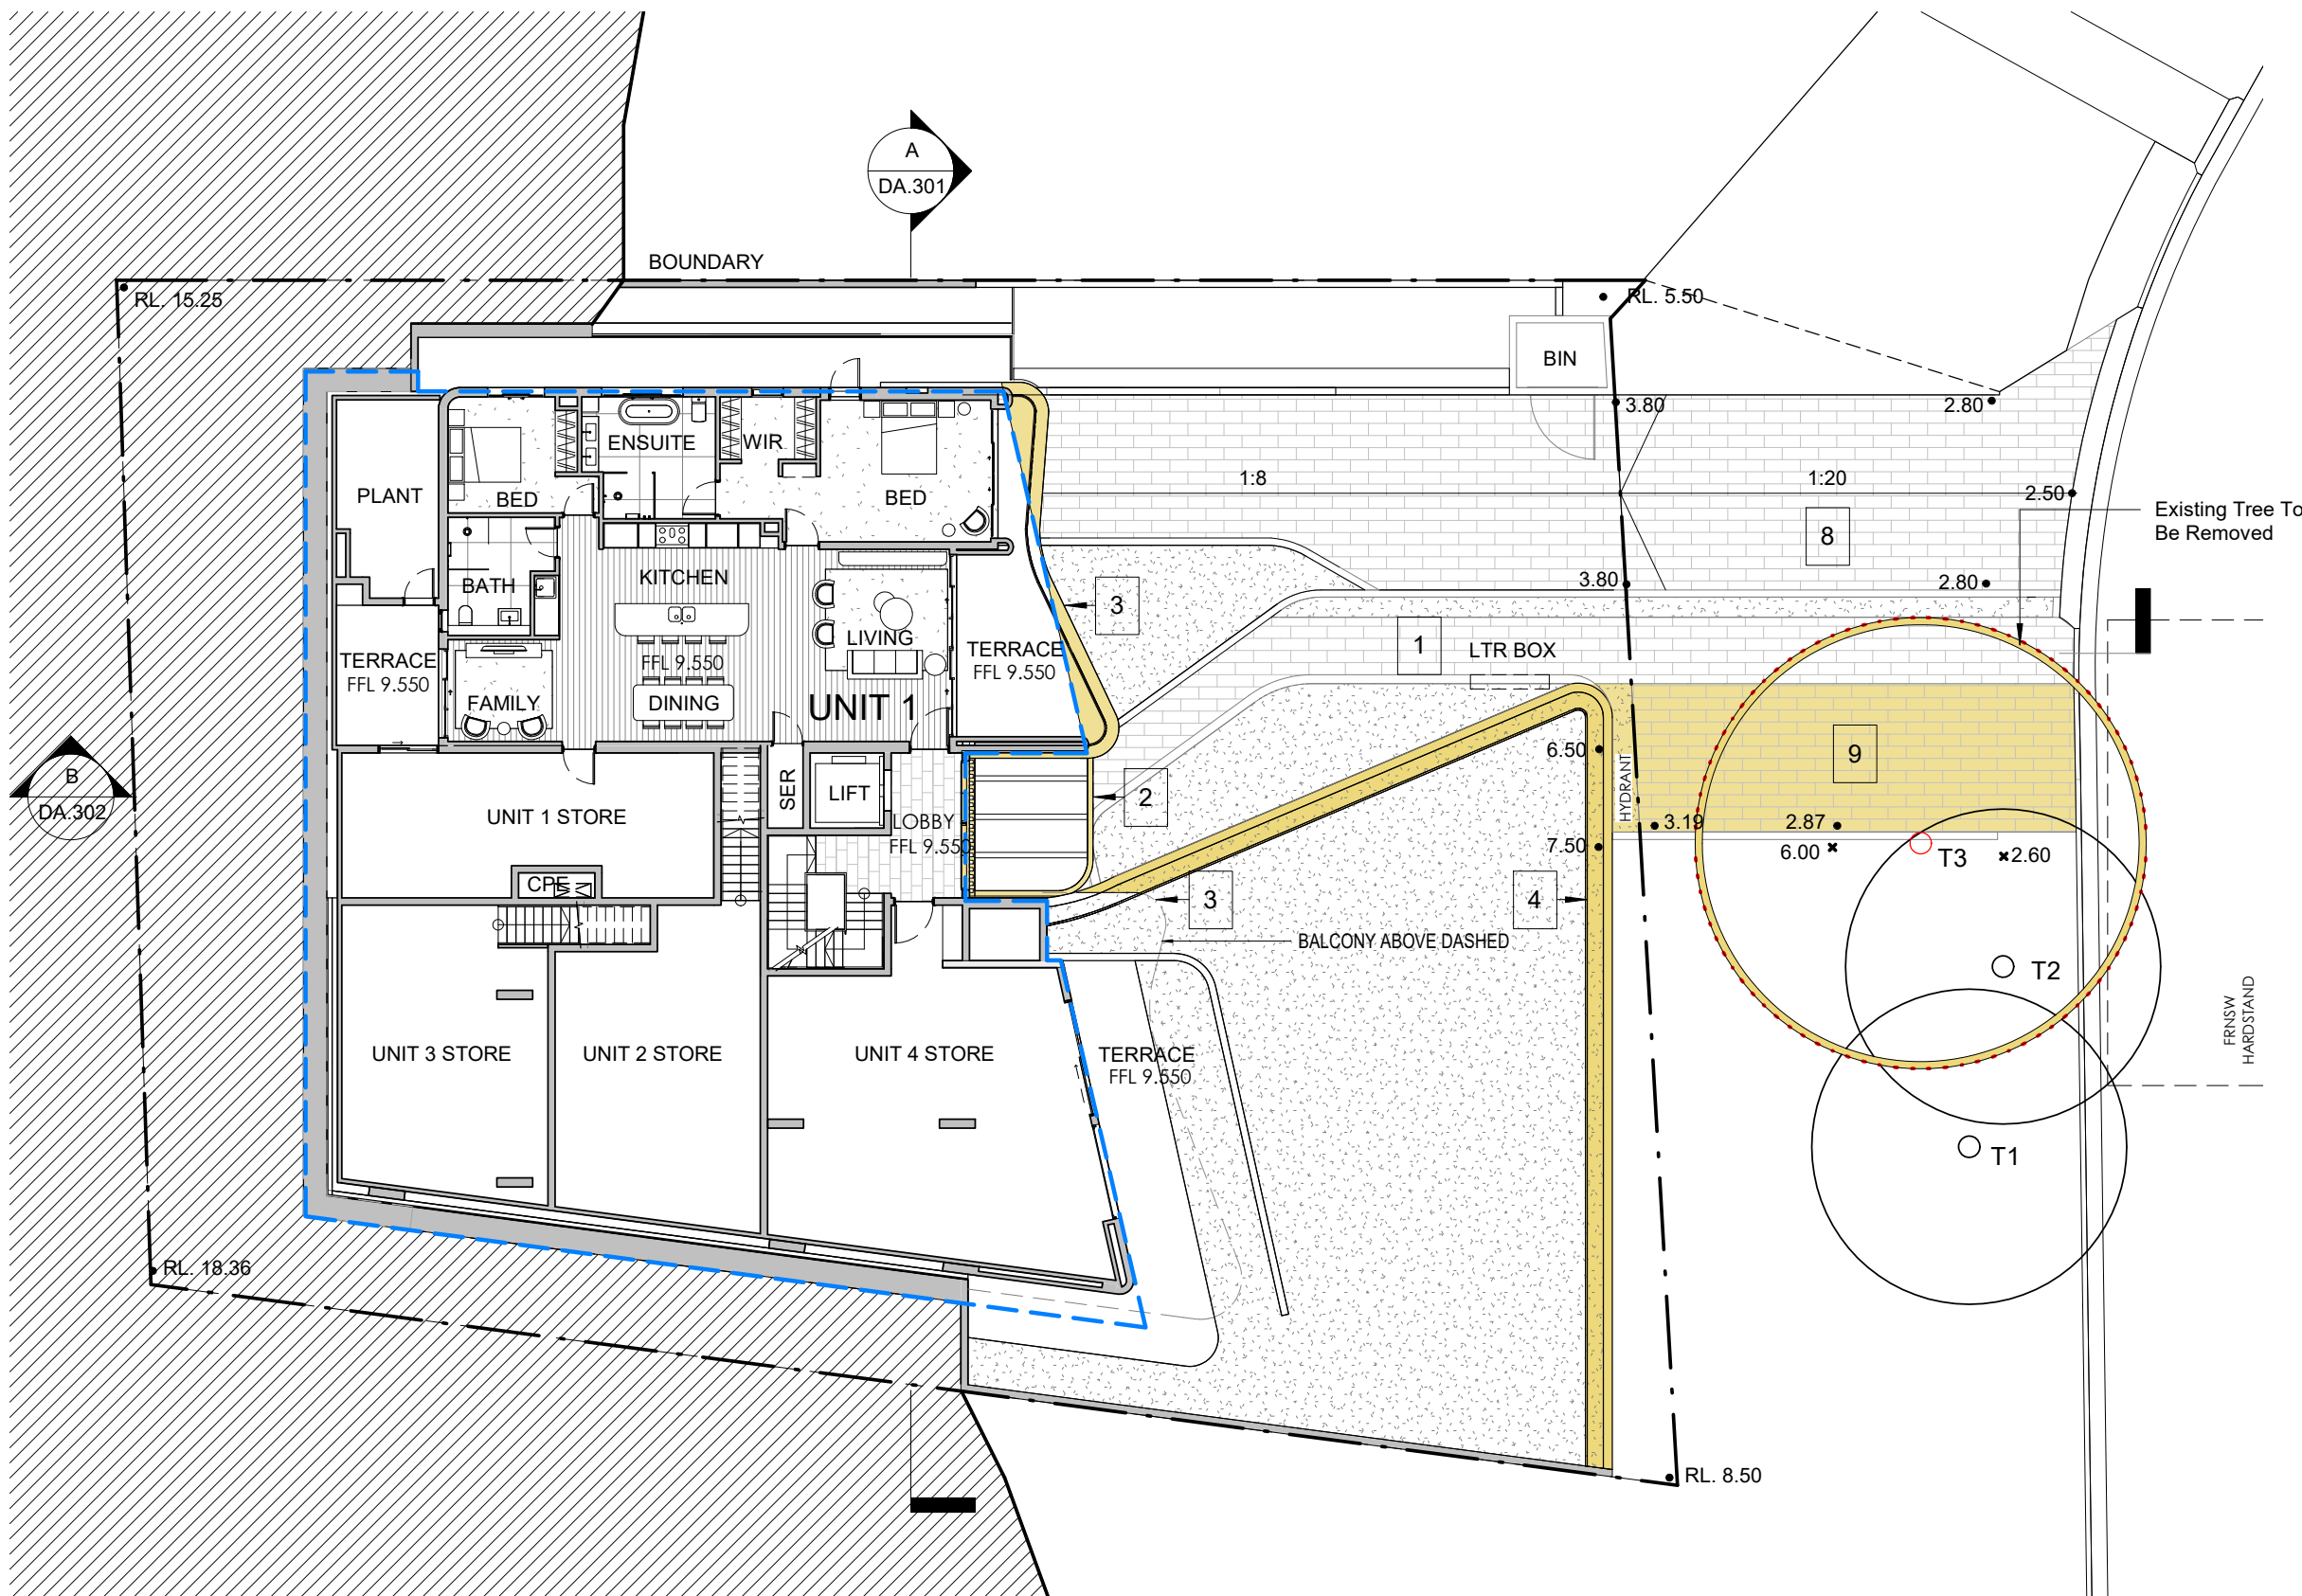 A
DA.301
BOUNDARY
RL. 15.25
RL. 5.50
BIN
3.80
2.80
ENSUITE
WIR
PLANT
BED
BED
1:8
1:20
2.50
Existing Tree To
Be Removed
8
KITCHEN
BATH
3.80
2.80
3
LIVING
1
LTR BOX
TERRACE
FFL 9.550
FFL 9.550
TERRACE
FFL 9.550
FAMILY
DINING
UNIT 1
6.50
9
B
DA.302
SER
LIFT
2
HYDRANT
UNIT 1 STORE
LOBBY
FFL 9.550
3.19
2.87
7.50
6.00
T3
2.60
CPE
3
4
BALCONY ABOVE DASHED
T2
FRNSW
HARDSTAND
UNIT 3 STORE
UNIT 2 STORE
UNIT 4 STORE
TERRACE
FFL 9.550
T1
RL. 18.36
RL. 8.50